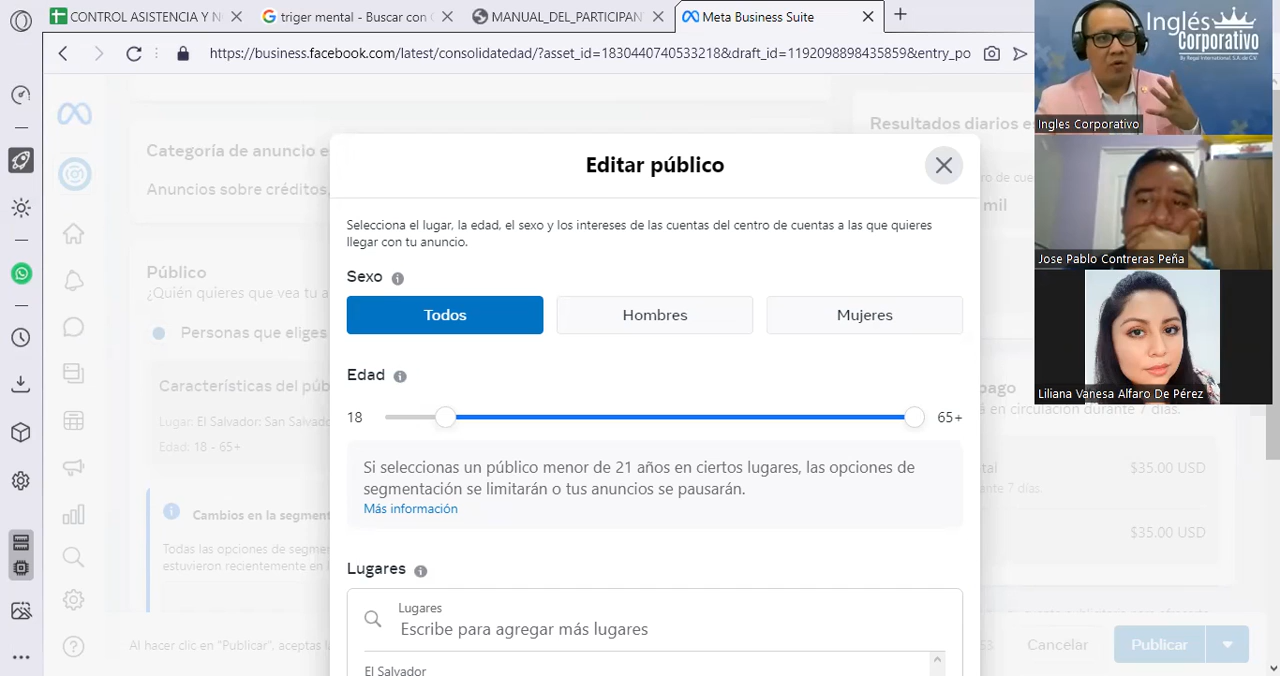 CONTROL ASISTENCIA Y N
triger mental - Buscar con
MANUAL_DEL_PARTICIPAN
Meta Business Suite
https://business.facebook.com/latest/consolidatedad/?asset_id=1830440740533218&draft_id=1192098898435859&entry_po
Inglés
Corporativo
By Regal International, S.A. de C.V.
Ingles Corporativo
Jose Pablo Contreras Peña
Liliana Vanesa Alfaro De Pérez
Categoría de anuncio e
Anuncios sobre créditos,
Resultados diarios es
ro de cuen
mil
Público
¿Quién quieres que vea tu a
Personas que eliges
Características del púb
Lugar: El Salvador: San Salvado
Edad: 18 - 65+
Cambios en la segment
Todas las opciones de segme
estuvieron recientemente en l
Al hacer clic en "Publicar", aceptas l
Editar público
Selecciona el lugar, la edad, el sexo y los intereses de las cuentas del centro de cuentas a las que quieres
llegar con tu anuncio.
Sexo
Todos
Hombres
Mujeres
Edad
18
65+
Si seleccionas un público menor de 21 años en ciertos lugares, las opciones de
segmentación se limitarán o tus anuncios se pausarán.
Más información
Lugares
Lugares
Escribe para agregar más lugares
El Salvador
pago
á en circulación durante 7 días.
tal
$35.00 USD
ante 7 días.
$35.00 USD
Cancelar
Publicar